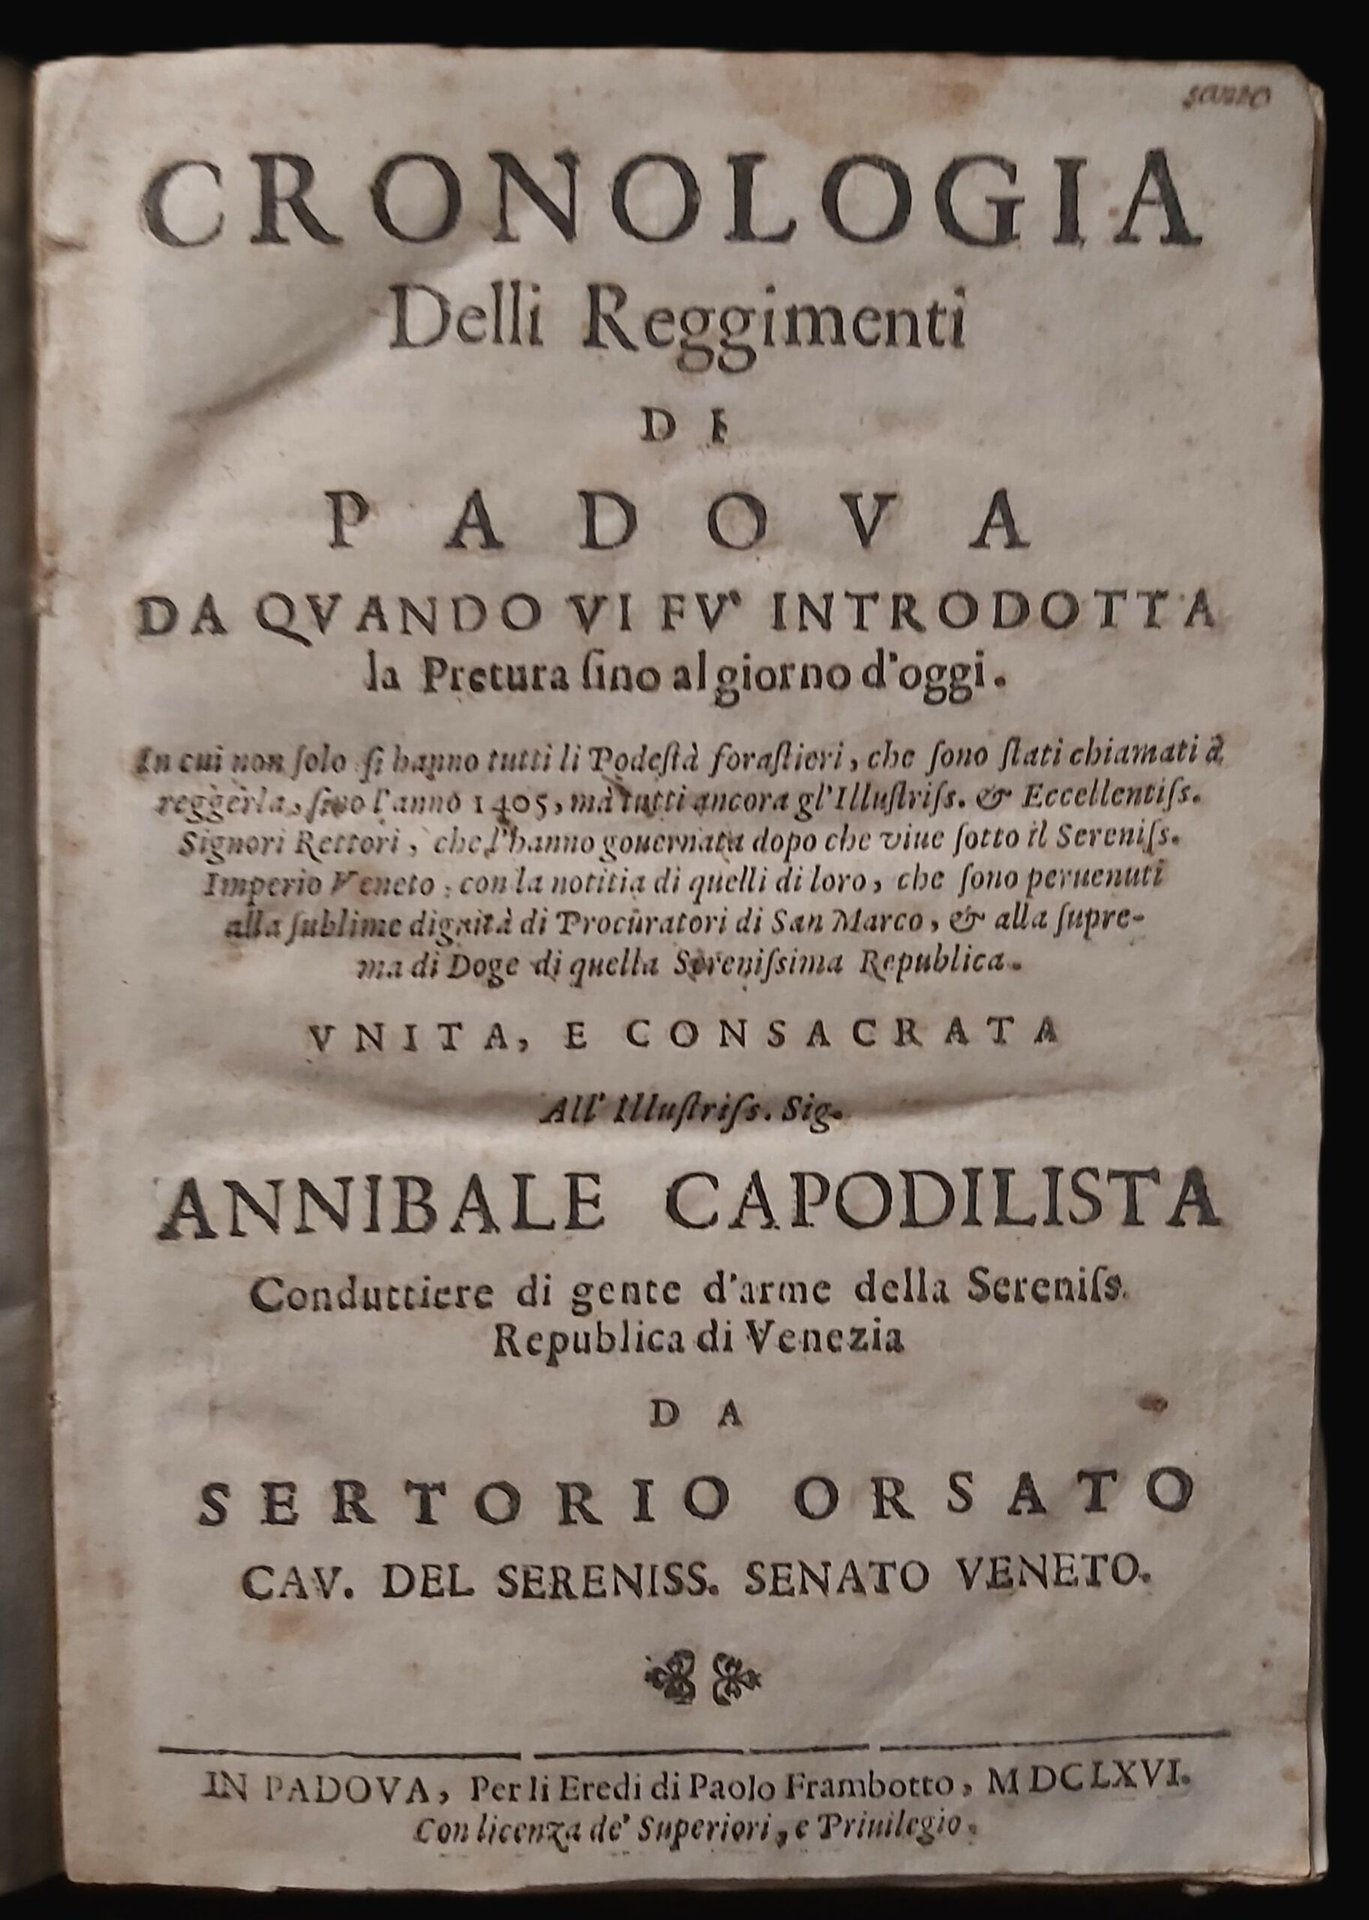 CRONOLOGIA
Delli Reggimenti
DI
PADOVA
DA QVANDO VI FV' INTRODOTTA
la Pretura ſino al giorno d'oggi.
In cui non ſolo ſi hanno tutti li Podeſtà foraſtieri, che ſono ſtati chiamati à
reggerla, ſino l'anno 1405, mà tutti ancora gl'Illuſtriſs. & Eccellentiſs.
Signori Rettori, che l'hanno gouernata dopo che viue ſotto il Sereniſs.
Imperio Veneto, con la notitia di quelli di loro, che ſono peruenuti
alla ſublime dignità di Procuratori di San Marco, & alla ſupre-
ma di Doge di quella Sereniſsima Republica.
VNITA, E CONSACRATA
All' Illuſtriſs. Sig.
ANNIBALE CAPODILISTA
Conduttiere di gente d'arme della Sereniſs.
Republica di Venezia
DA
SERTORIO ORSATO
CAV. DEL SERENISS. SENATO VENETO.
IN PADOVA, Per li Eredi di Paolo Frambotto, MDCLXVI.
Con licenza de' Superiori, e Priuilegio.